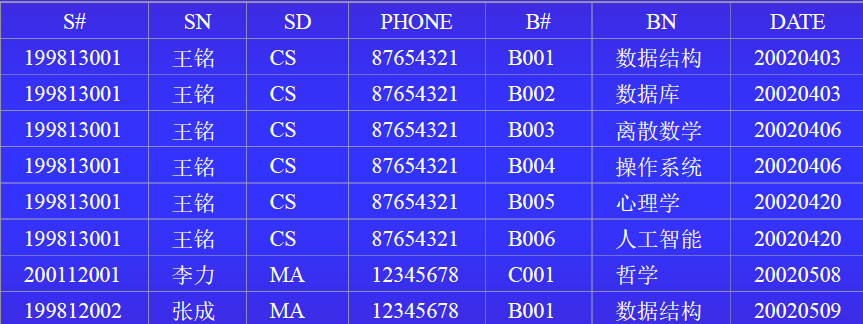 S# SN SD PHONE B# BN DATE
199813001 王铭 CS 87654321 B001 数据结构 20020403
199813001 王铭 CS 87654321 B002 数据库 20020403
199813001 王铭 CS 87654321 B003 离散数学 20020406
199813001 王铭 CS 87654321 B004 操作系统 20020406
199813001 王铭 CS 87654321 B005 心理学 20020420
199813001 王铭 CS 87654321 B006 人工智能 20020420
200112001 李力 MA 12345678 C001 哲学 20020508
199812002 张成 MA 12345678 B001 数据结构 20020509